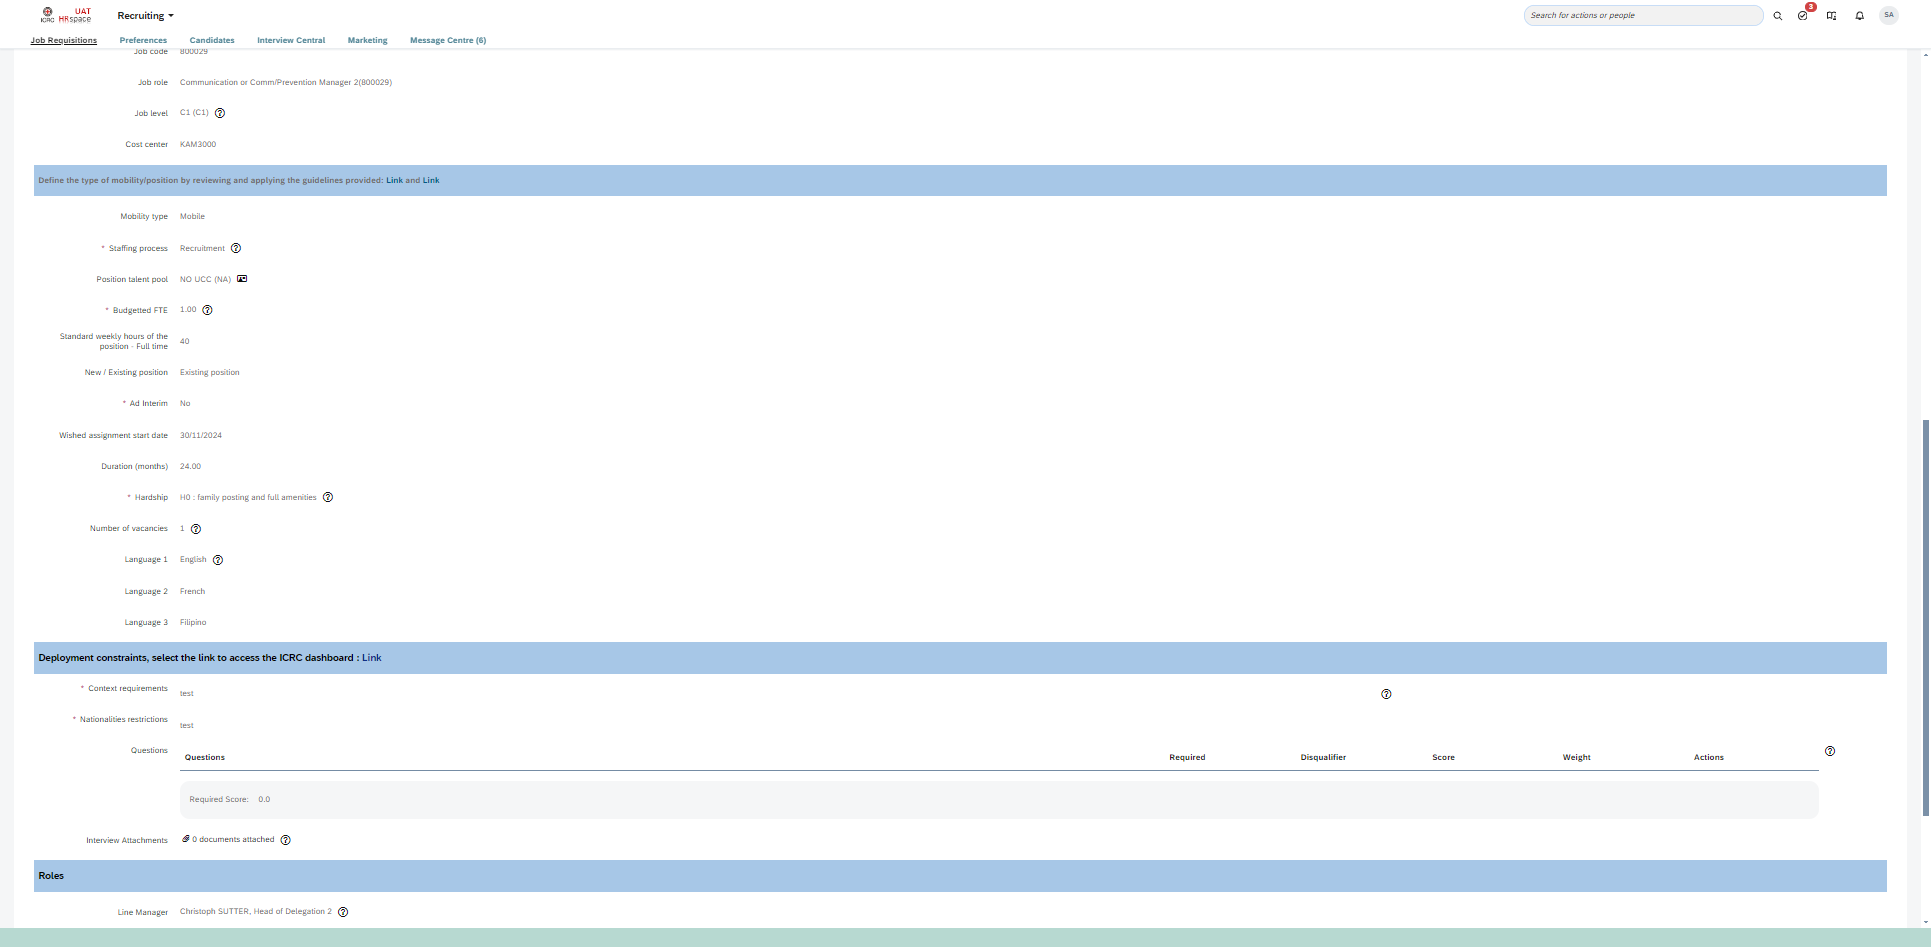 ICRC
UAT
HRspace
Recruiting
Search for actions or people
3
SA
Job Requisitions
Preferences
Candidates
Interview Central
Marketing
Message Centre (6)
Job code 800029
Job role Communication or Comm/Prevention Manager 2(800029)
Job level C1 (C1)
Cost center KAM3000
Define the type of mobility/position by reviewing and applying the guidelines provided: Link and Link
Mobility type Mobile
* Staffing process Recruitment
Position talent pool NO UCC (NA)
* Budgetted FTE 1.00
Standard weekly hours of the
position - Full time
40
New / Existing position Existing position
* Ad Interim No
Wished assignment start date 30/11/2024
Duration (months) 24.00
* Hardship H0 : family posting and full amenities
Number of vacancies 1
Language 1 English
Language 2 French
Language 3 Filipino
Deployment constraints, select the link to access the ICRC dashboard : Link
* Context requirements test
* Nationalities restrictions test
Questions
Questions Required Disqualifier Score Weight Actions
Required Score: 0.0
Interview Attachments 0 documents attached
Roles
Line Manager Christoph SUTTER, Head of Delegation 2